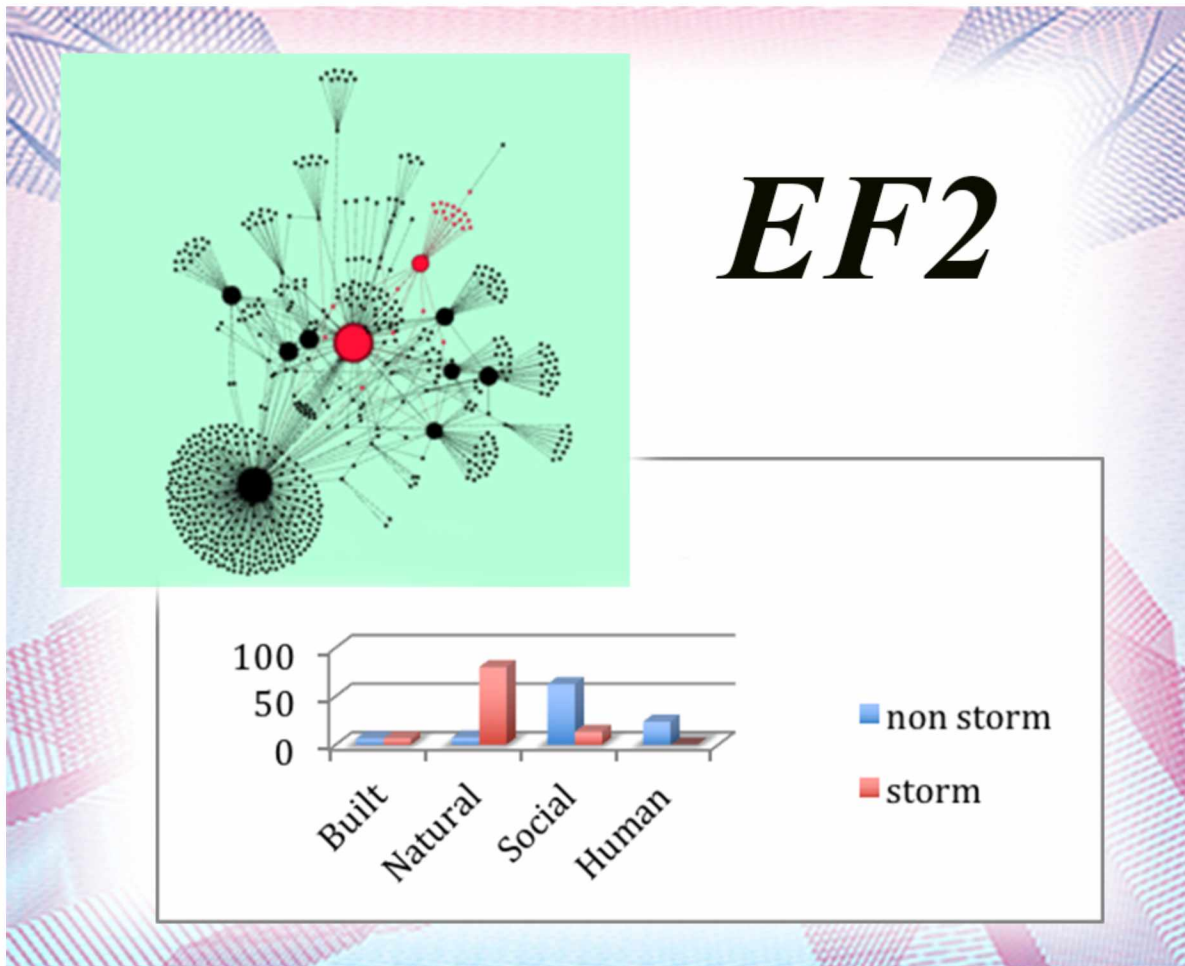 EF2
100
50
0
Built
Natural
Social
Human
non storm
storm